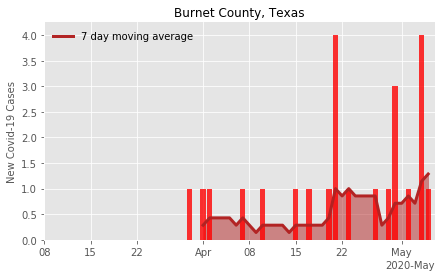 Burnet County, Texas
7 day moving average
New Covid-19 Cases
4.0
3.5
3.0
2.5
2.0
1.5
1.0
0.5
0.0
08 15 22 Apr 08 15 22 May
2020-May